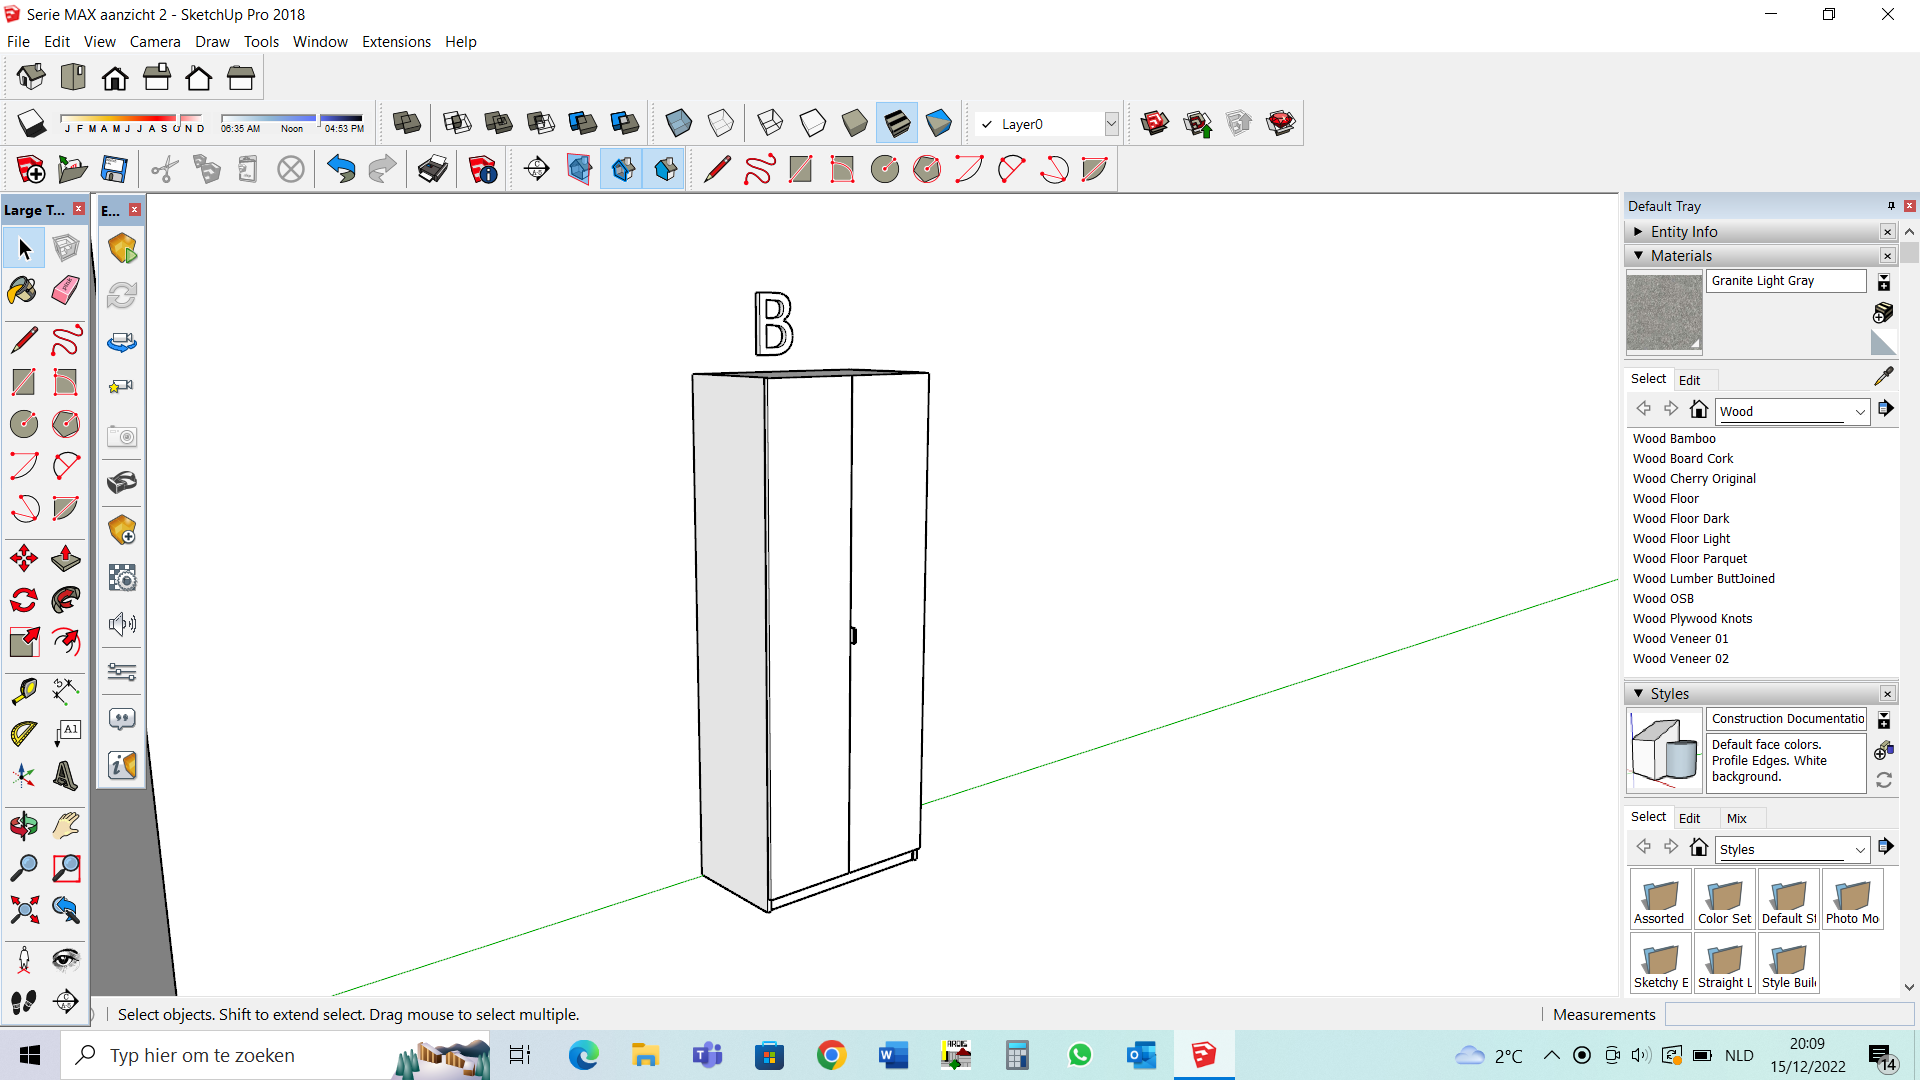 Serie MAX aanzicht 2 - SketchUp Pro 2018
File Edit View Camera Draw Tools Window Extensions Help
J F M A M J J A S O N D
06:35 AM Noon 04:53 PM
Layer0
Large T...
E...
Default Tray
Entity Info
Materials
Granite Light Gray
Select Edit
Wood
Wood Bamboo
Wood Board Cork
Wood Cherry Original
Wood Floor
Wood Floor Dark
Wood Floor Light
Wood Floor Parquet
Wood Lumber ButtJoined
Wood OSB
Wood Plywood Knots
Wood Veneer 01
Wood Veneer 02
Styles
Construction Documentatio
Default face colors.
Profile Edges. White
background.
Select Edit Mix
Styles
Assorted Color Set Default St Photo Mo
Sketchy E Straight L Style Buil
B
A1
Select objects. Shift to extend select. Drag mouse to select multiple.
Measurements
Typ hier om te zoeken
2°C
NLD
20:09
15/12/2022
14